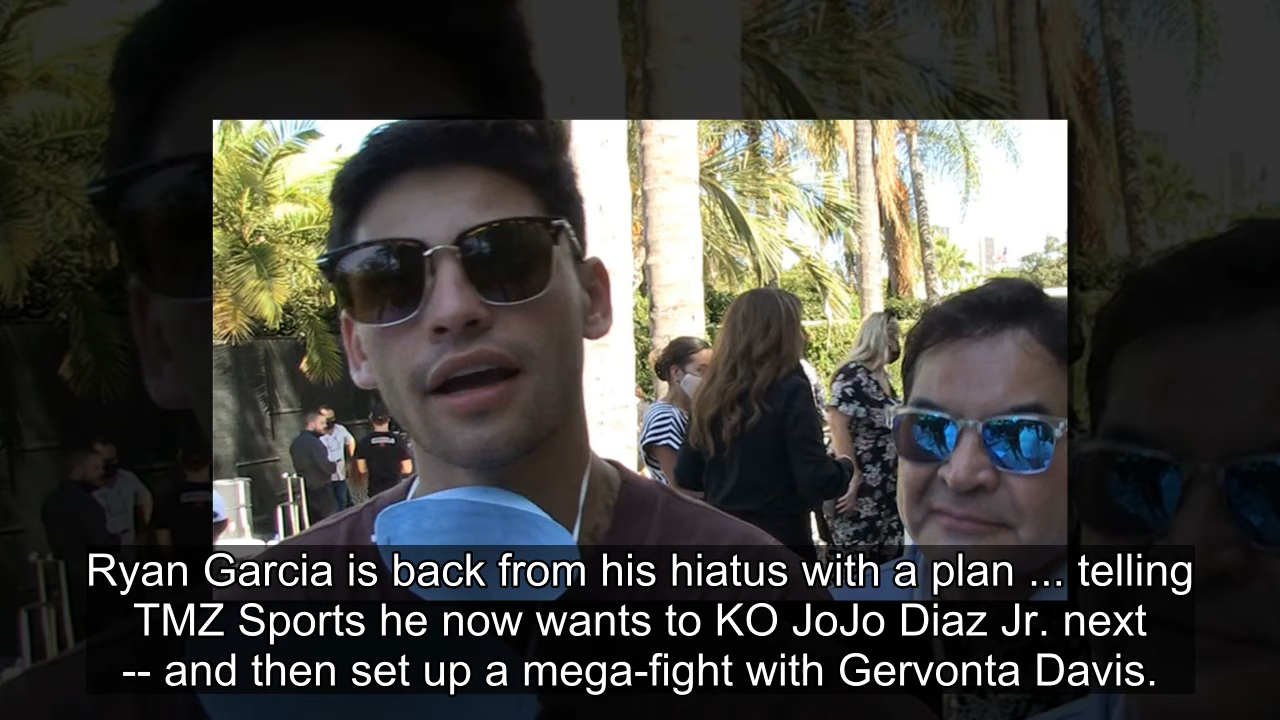 Ryan Garcia is back from his hiatus with a plan ... telling
TMZ Sports he now wants to KO JoJo Diaz Jr. next
-- and then set up a mega-fight with Gervonta Davis.